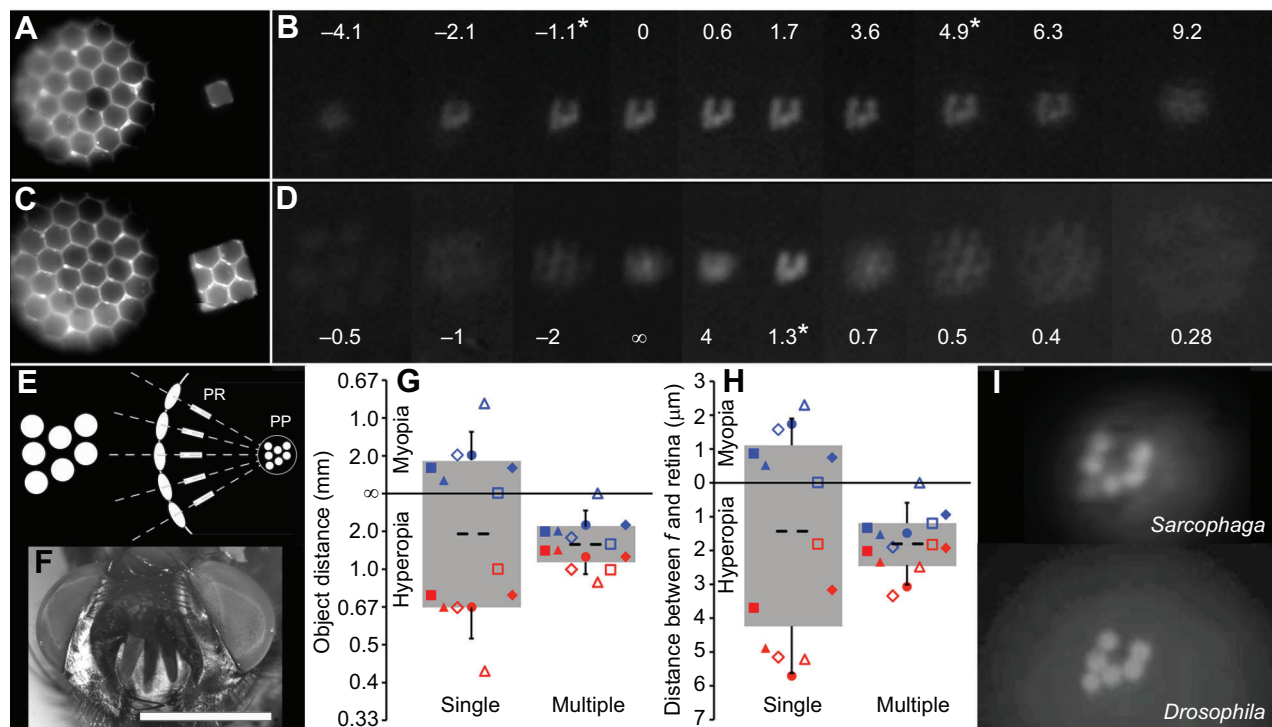 A
B
–4.1 –2.1 –1.1* 0 0.6 1.7 3.6 4.9* 6.3 9.2
C
D
–0.5 –1 –2 ∞ 4 1.3* 0.7 0.5 0.4 0.28
E
PR
PP
F
G
Object distance (mm)
Myopia
Hyperopia
0.67
1.0
2.0
∞
2.0
1.0
0.67
0.5
0.4
0.33
Single Multiple
H
Distance between f and retina (μm)
Myopia
Hyperopia
3
2
1
0
1
2
3
4
5
6
7
Single Multiple
I
Sarcophaga
Drosophila